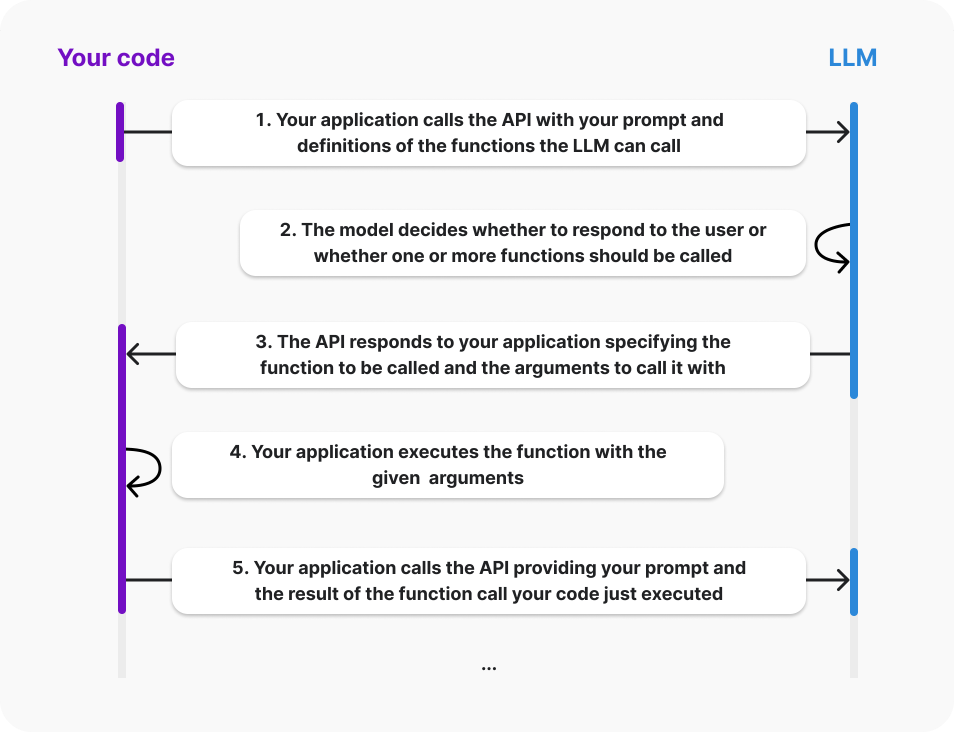 Your code
LLM
1. Your application calls the API with your prompt and
definitions of the functions the LLM can call
2. The model decides whether to respond to the user or
whether one or more functions should be called
3. The API responds to your application specifying the
function to be called and the arguments to call it with
4. Your application executes the function with the
given  arguments
5. Your application calls the API providing your prompt and
the result of the function call your code just executed
...